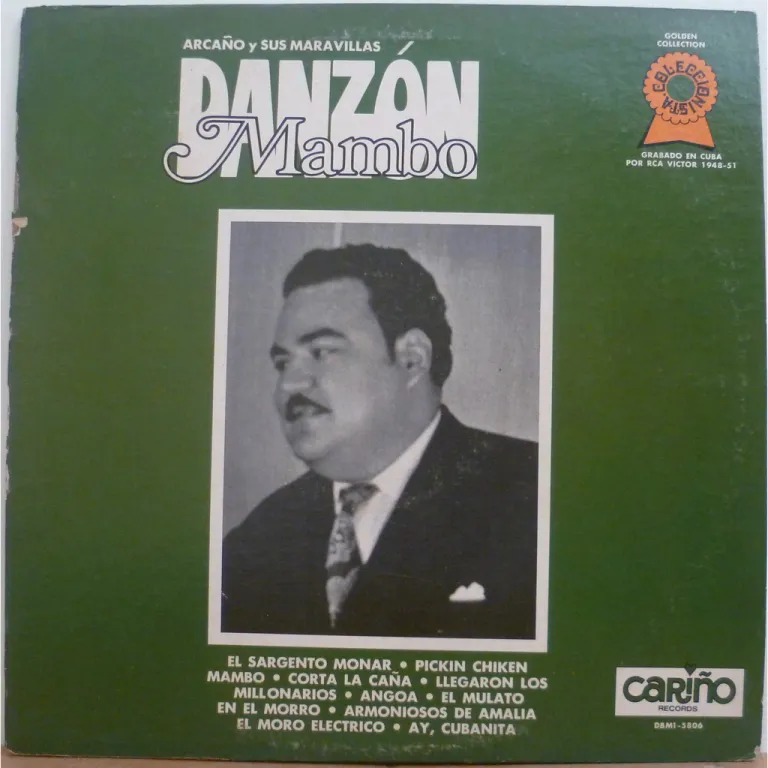 ARCAÑO y SUS MARAVILLAS
DANZÓN
Mambo
GOLDEN
COLLECTION
COLECCIONISTA
GRABADO EN CUBA
POR RCA VICTOR 1948-51
EL SARGENTO MONAR • PICKIN CHIKEN
MAMBO • CORTA LA CAÑA • LLEGARON LOS
MILLONARIOS • ANGOA • EL MULATO
EN EL MORRO • ARMONIOSOS DE AMALIA
EL MORO ELECTRICO • AY, CUBANITA
CARIÑO
RECORDS
DBM1-5806